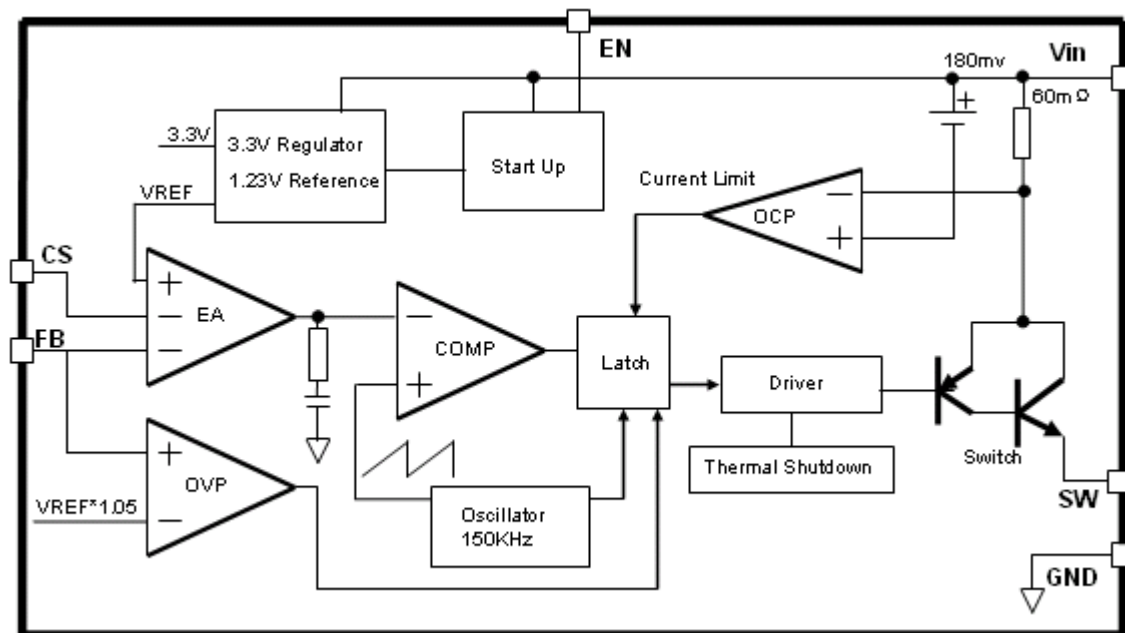 EN
Vin
180mv
60mΩ
3.3V
3.3V Regulator
1.23V Reference
Start Up
VREF
Current Limit
OCP
+
−
+
CS
FB
+
−
−
EA
−
COMP
+
Latch
Driver
Thermal Shutdown
Switch
SW
+
OVP
−
VREF*1.05
Oscillator
150KHz
GND